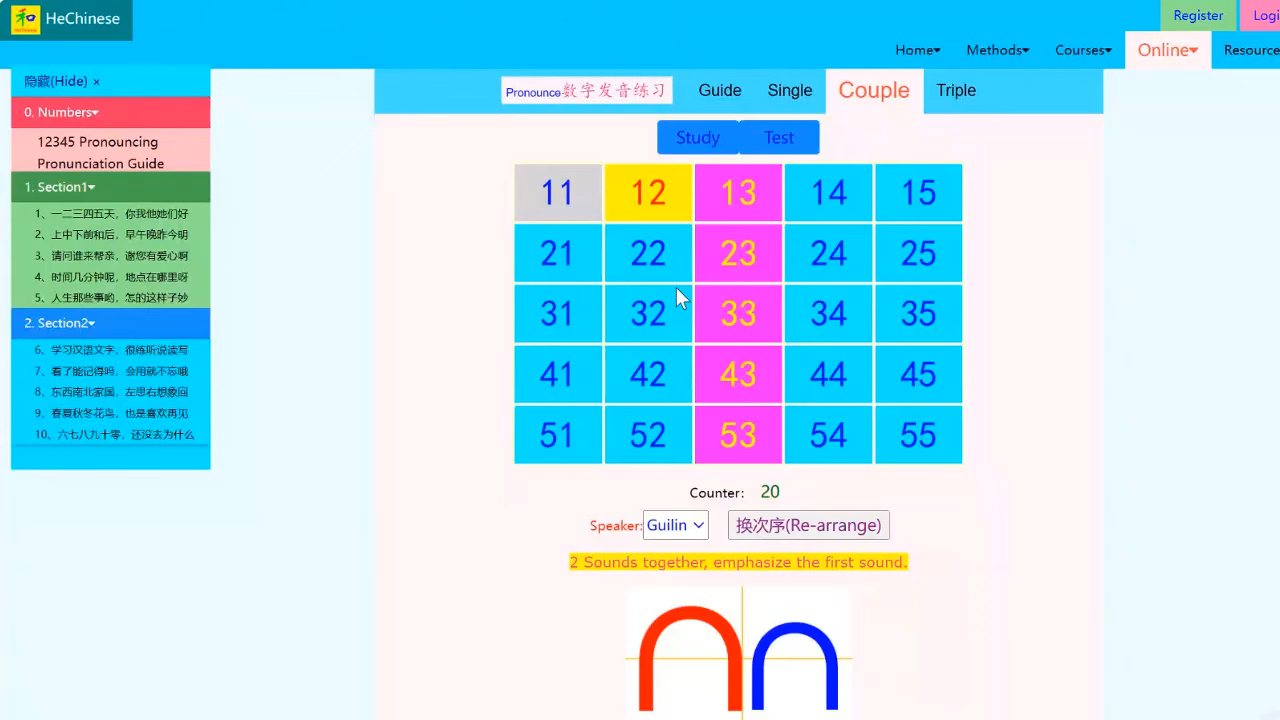 HeChinese
Register
Logi
Home▾ Methods▾ Courses▾ Online▾ Resource
隐藏(Hide) ×
0. Numbers▾
12345 Pronouncing
Pronunciation Guide
1. Section1▾
1、一二三四五天，你我他她们好
2、上中下前和后，早午晚昨今明
3、请问谁来帮亲，谢您有爱心啊
4、时间几分钟呢，地点在哪里呀
5、人生那些事哟，怎的这样子妙
2. Section2▾
6、学习汉语文字，很练听说读写
7、看了能记得吗，会用就不忘哦
8、东西南北家国，左思右想象回
9、春夏秋冬花鸟，也是喜欢再见
10、六七八九十零，还没去为什么
Pronounce数字发音练习 Guide Single Couple Triple
Study Test
11 12 13 14 15
21 22 23 24 25
31 32 33 34 35
41 42 43 44 45
51 52 53 54 55
Counter: 20
Speaker: Guilin 换次序(Re-arrange)
2 Sounds together, emphasize the first sound.